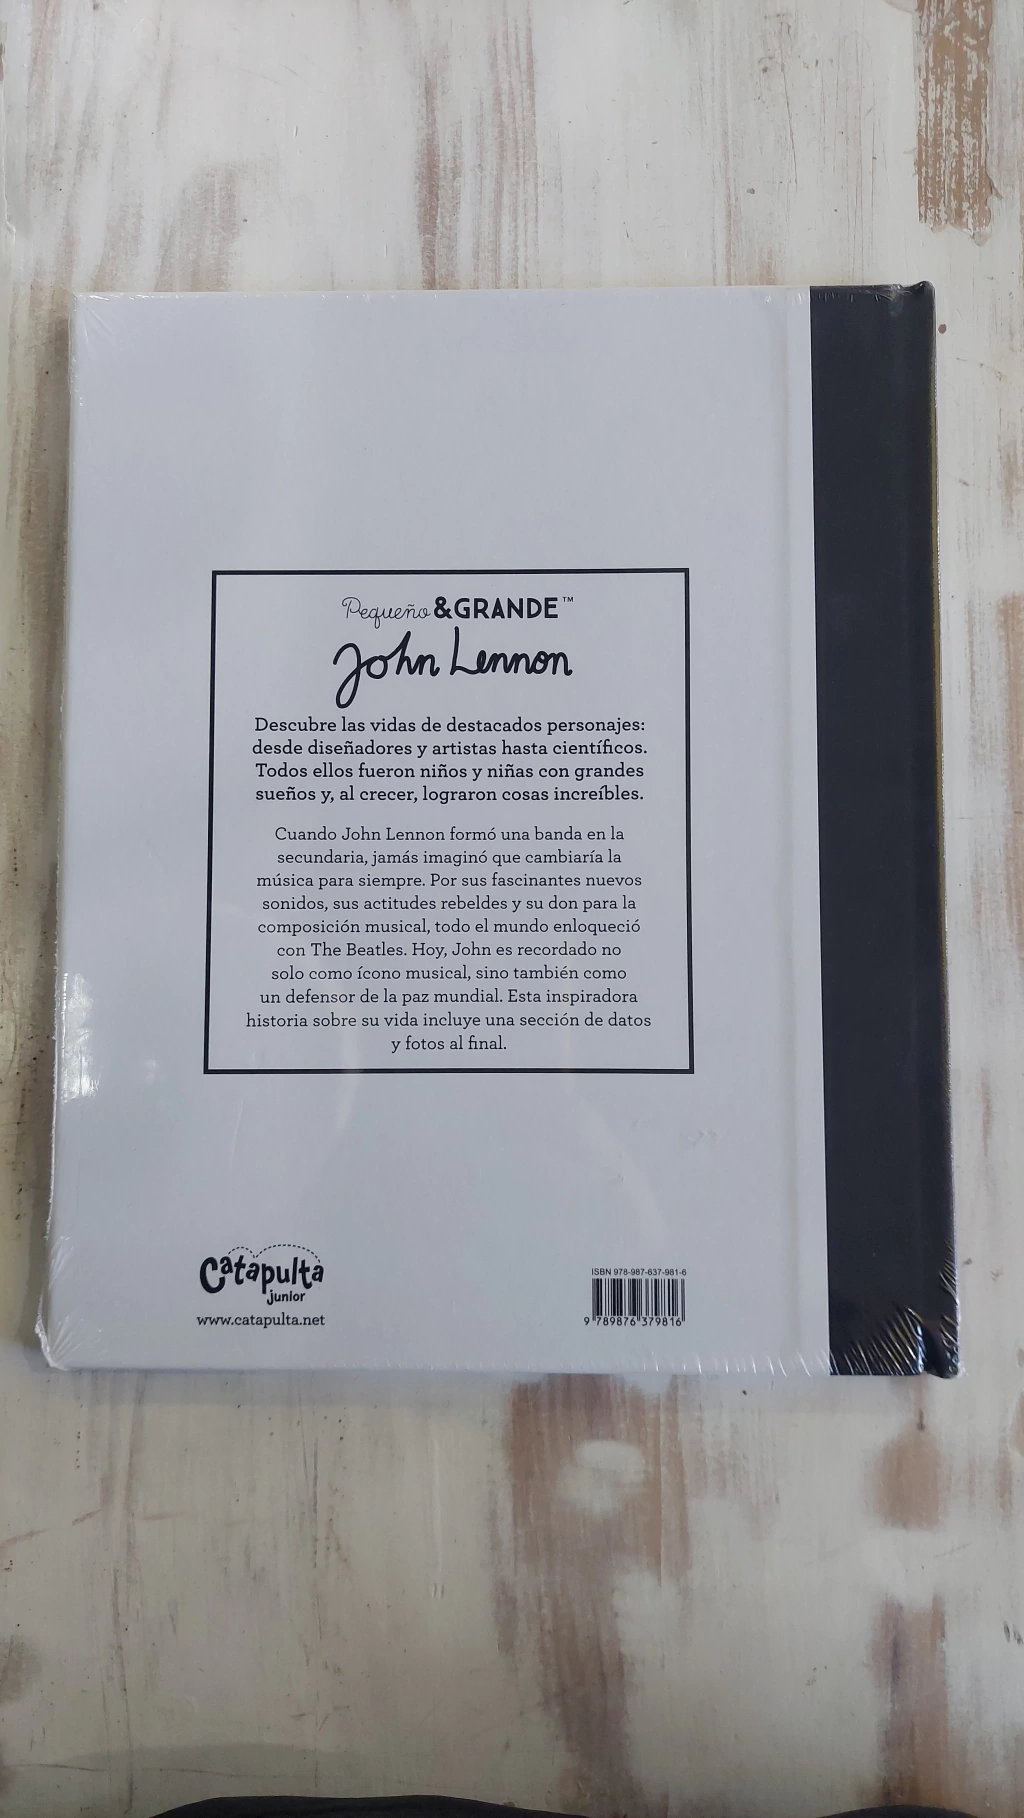 Pequeño &GRANDE™
John Lennon
Descubre las vidas de destacados personajes:
desde diseñadores y artistas hasta científicos.
Todos ellos fueron niños y niñas con grandes
sueños y, al crecer, lograron cosas increíbles.
Cuando John Lennon formó una banda en la
secundaria, jamás imaginó que cambiaría la
música para siempre. Por sus fascinantes nuevos
sonidos, sus actitudes rebeldes y su don para la
composición musical, todo el mundo enloqueció
con The Beatles. Hoy, John es recordado no
solo como ícono musical, sino también como
un defensor de la paz mundial. Esta inspiradora
historia sobre su vida incluye una sección de datos
y fotos al final.
Catapulta
junior
www.catapulta.net
ISBN 978-987-637-981-6
9 789876 379816